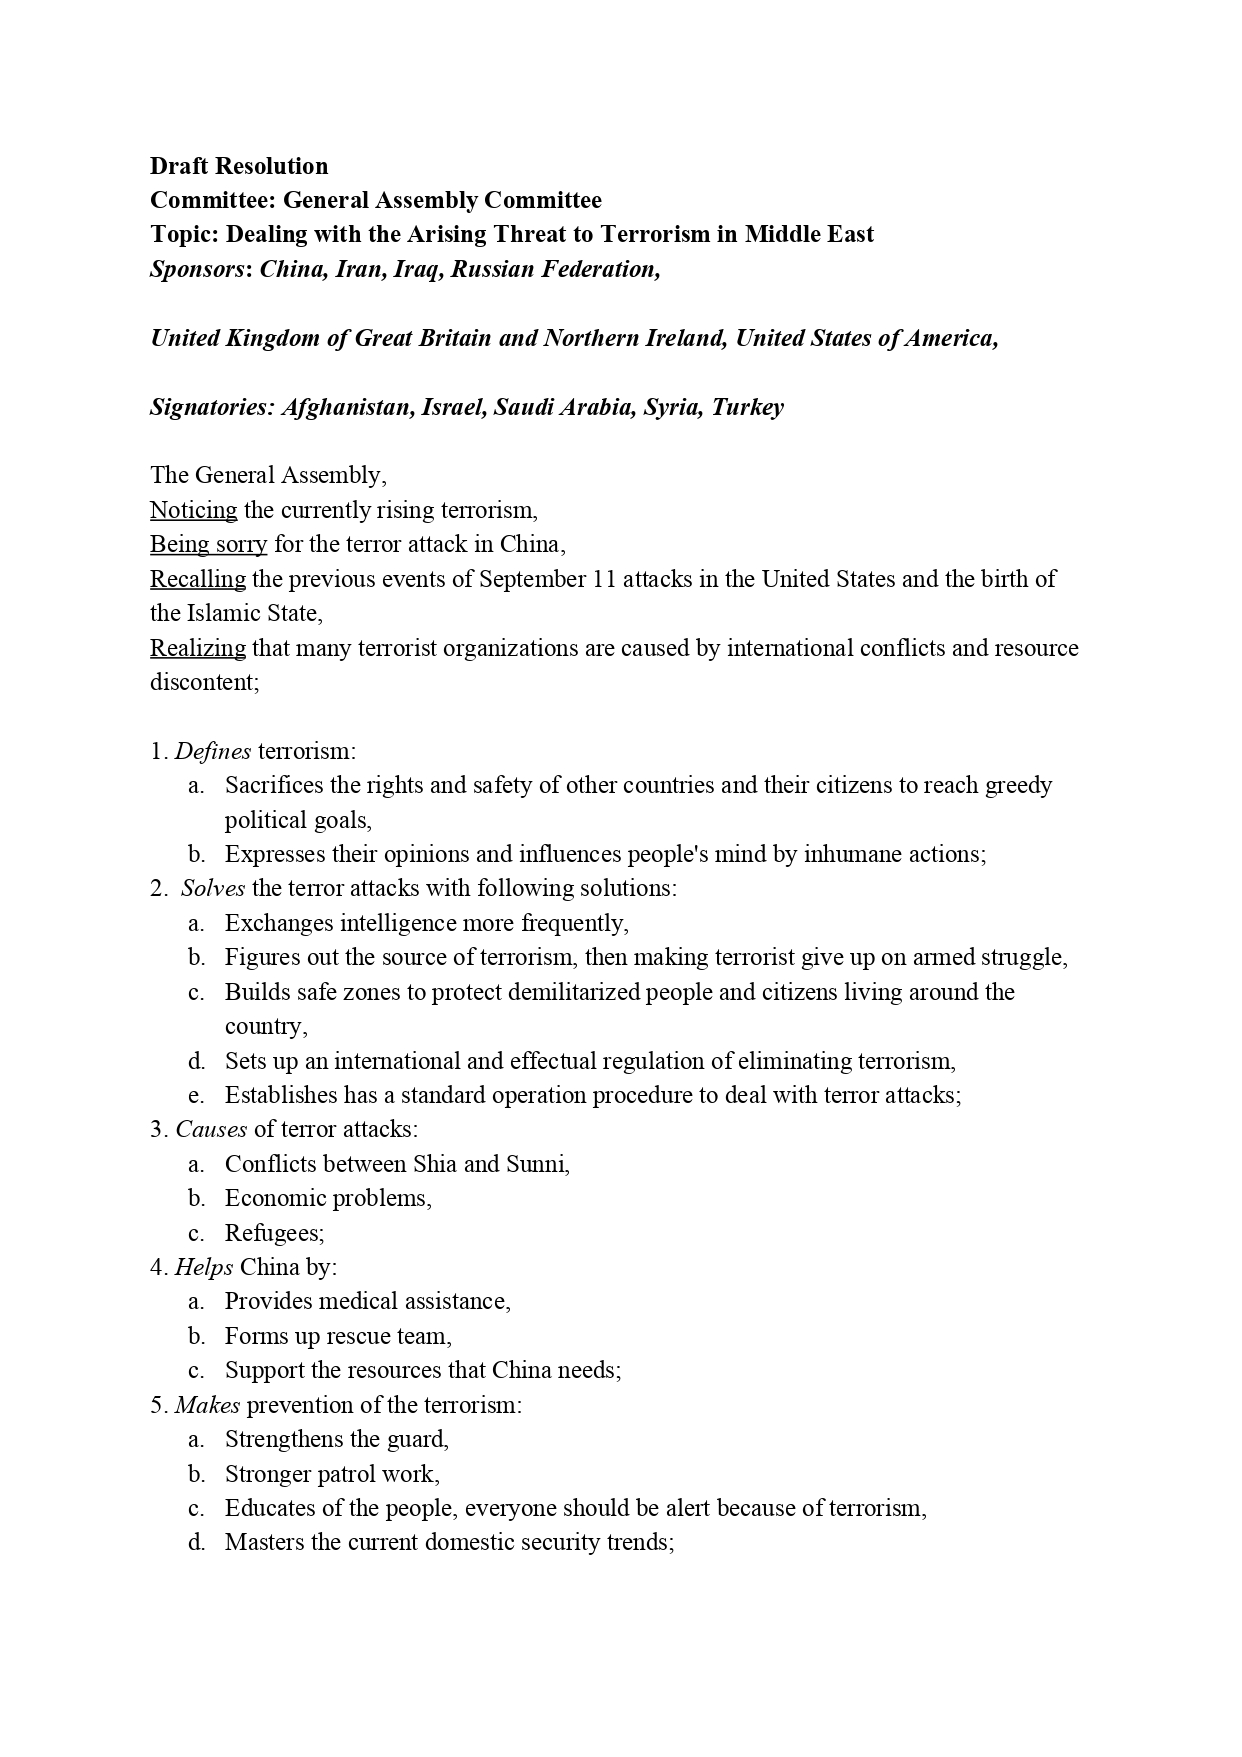 Draft Resolution
Committee: General Assembly Committee
Topic: Dealing with the Arising Threat to Terrorism in Middle East
Sponsors: China, Iran, Iraq, Russian Federation,
United Kingdom of Great Britain and Northern Ireland, United States of America,
Signatories: Afghanistan, Israel, Saudi Arabia, Syria, Turkey
The General Assembly,
Noticing the currently rising terrorism,
Being sorry for the terror attack in China,
Recalling the previous events of September 11 attacks in the United States and the birth of
the Islamic State,
Realizing that many terrorist organizations are caused by international conflicts and resource
discontent;
1. Defines terrorism:
a. Sacrifices the rights and safety of other countries and their citizens to reach greedy
political goals,
b. Expresses their opinions and influences people's mind by inhumane actions;
2. Solves the terror attacks with following solutions:
a. Exchanges intelligence more frequently,
b. Figures out the source of terrorism, then making terrorist give up on armed struggle,
c. Builds safe zones to protect demilitarized people and citizens living around the
country,
d. Sets up an international and effectual regulation of eliminating terrorism,
e. Establishes has a standard operation procedure to deal with terror attacks;
3. Causes of terror attacks:
a. Conflicts between Shia and Sunni,
b. Economic problems,
c. Refugees;
4. Helps China by:
a. Provides medical assistance,
b. Forms up rescue team,
c. Support the resources that China needs;
5. Makes prevention of the terrorism:
a. Strengthens the guard,
b. Stronger patrol work,
c. Educates of the people, everyone should be alert because of terrorism,
d. Masters the current domestic security trends;